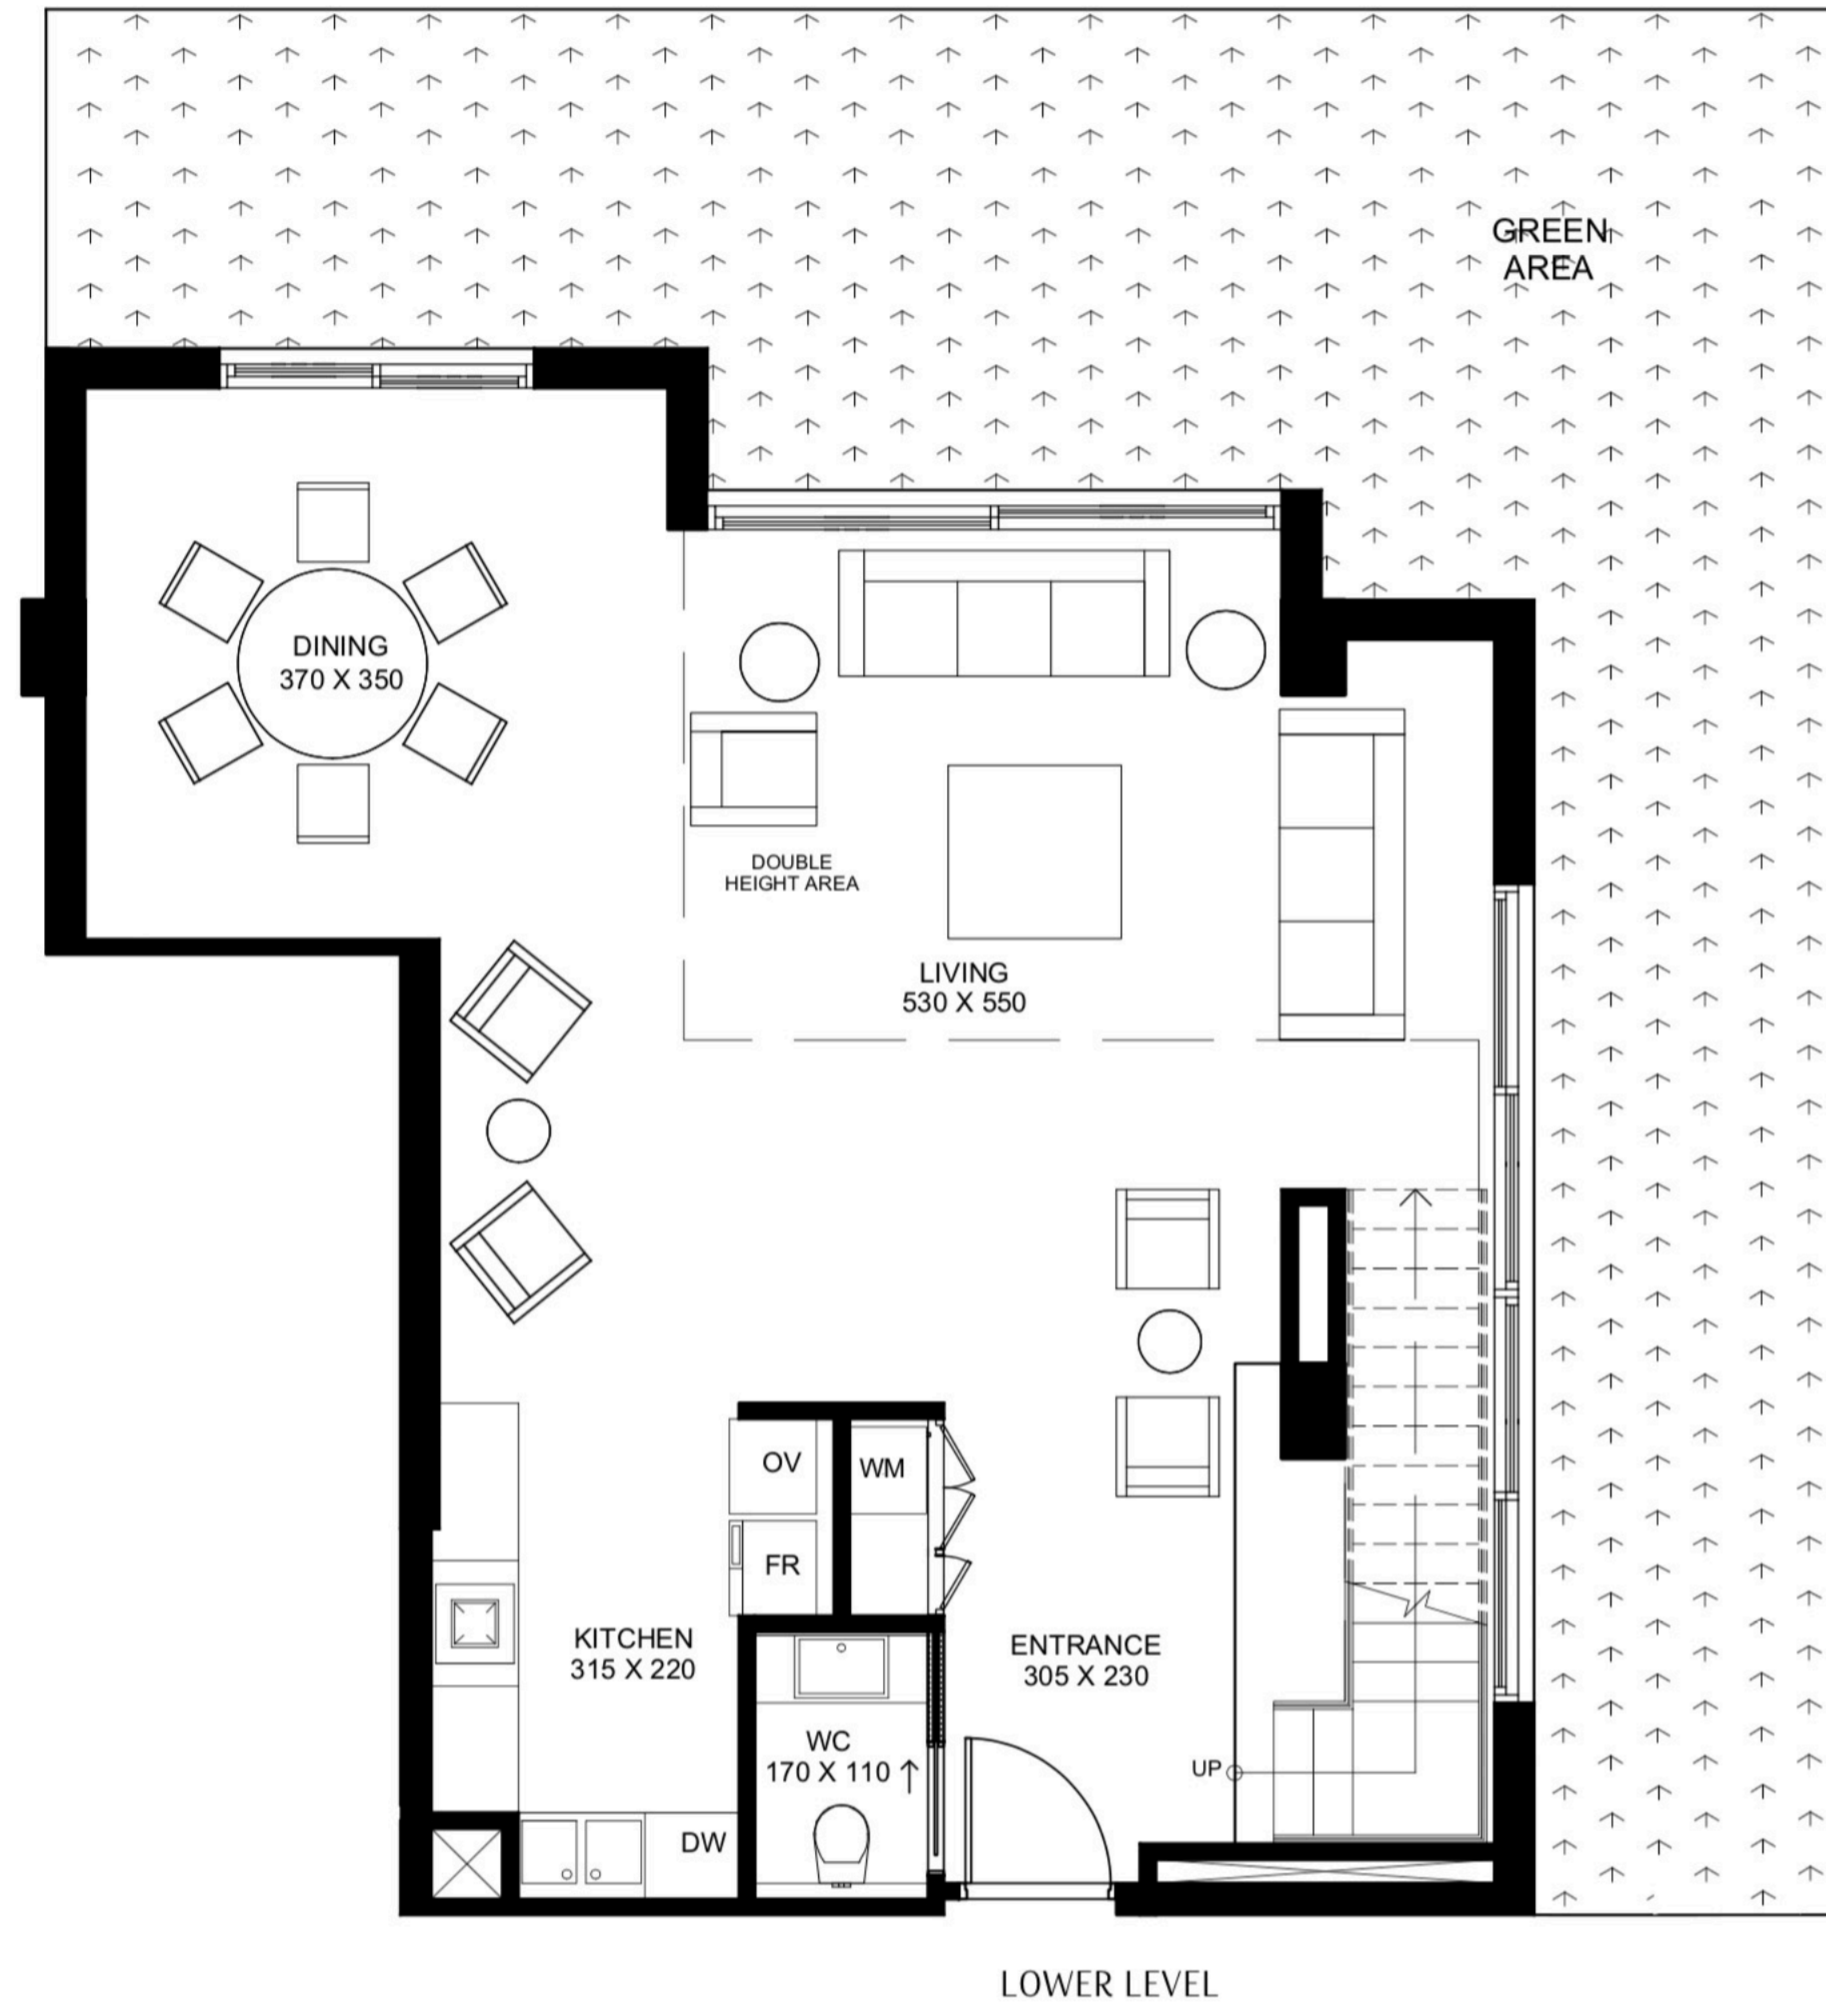 GREEN
AREA
DINING
370 X 350
DOUBLE
HEIGHT AREA
LIVING
530 X 550
OV
WM
FR
KITCHEN
315 X 220
ENTRANCE
305 X 230
WC
170 X 110
UP
DW
LOWER LEVEL